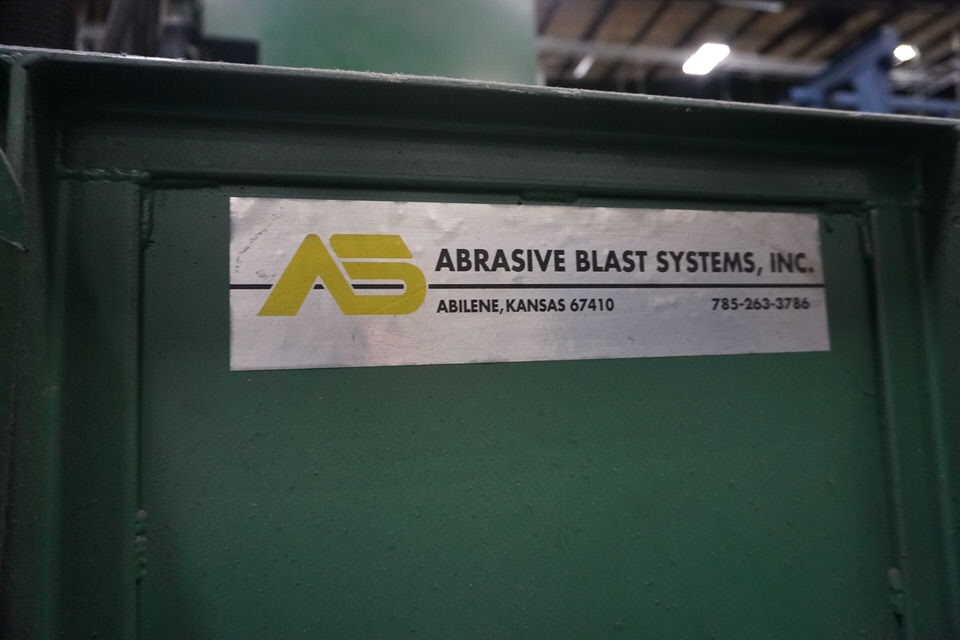 AS
ABRASIVE BLAST SYSTEMS, INC.
ABILENE, KANSAS 67410 785-263-3786